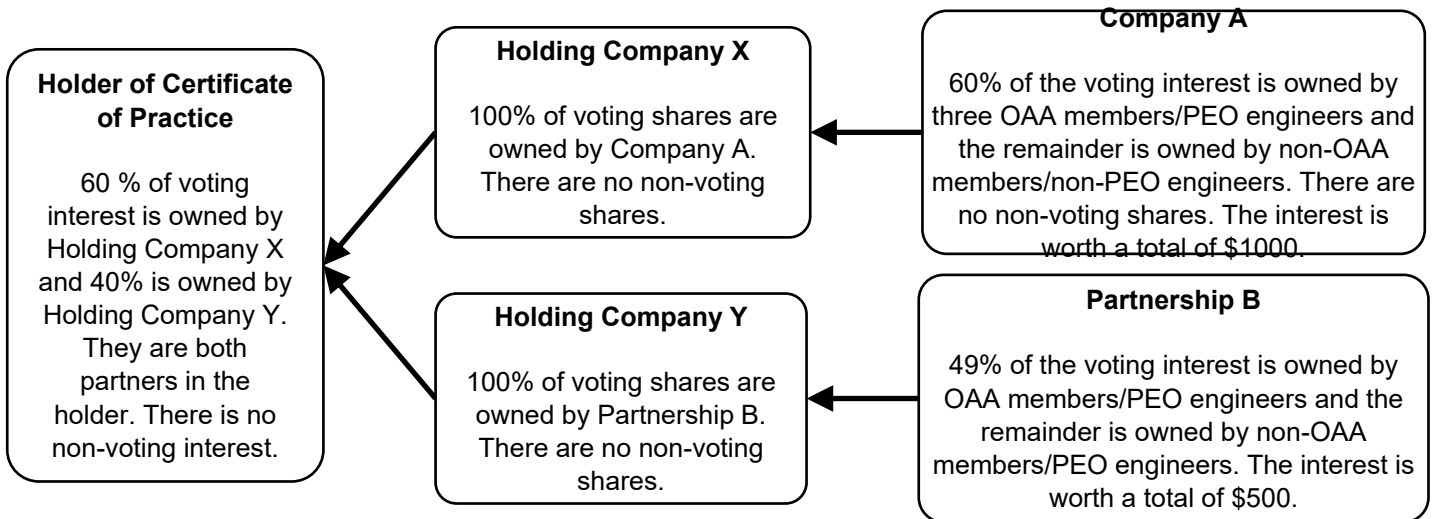 Holder of Certificate
of Practice
60 % of voting
interest is owned by
Holding Company X
and 40% is owned by
Holding Company Y.
They are both
partners in the
holder. There is no
non-voting interest.
Holding Company X
100% of voting shares are
owned by Company A.
There are no non-voting
shares.
Company A
60% of the voting interest is owned by
three OAA members/PEO engineers and
the remainder is owned by non-OAA
members/non-PEO engineers. There are
no non-voting shares. The interest is
worth a total of $1000.
Holding Company Y
100% of voting shares are
owned by Partnership B.
There are no non-voting
shares.
Partnership B
49% of the voting interest is owned by
OAA members/PEO engineers and the
remainder is owned by non-OAA
members/PEO engineers. The interest is
worth a total of $500.